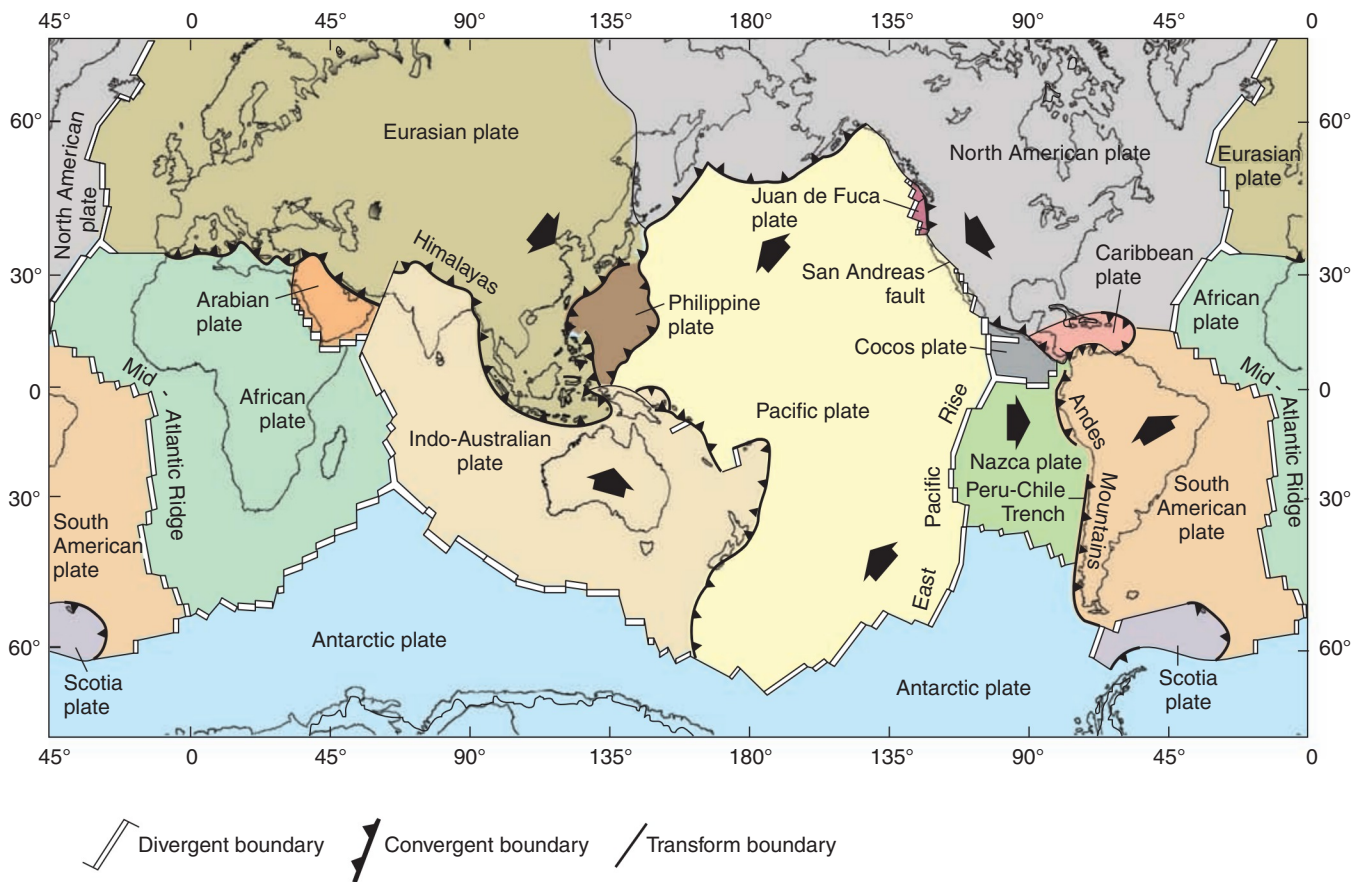 45°
0
45°
90°
135°
180°
135°
90°
45°
0
60°
30°
0
30°
60°
60°
30°
0
30°
60°
North American
plate
Eurasian plate
North American plate
Eurasian
plate
Juan de Fuca
plate
Himalayas
San Andreas
fault
Caribbean
plate
Arabian
plate
Philippine
plate
African
plate
Cocos plate
Mid - Atlantic Ridge
African
plate
Indo-Australian
plate
Pacific plate
East Pacific Rise
Nazca plate
Peru-Chile
Trench
Andes
Mountains
South
American
plate
Mid - Atlantic Ridge
South
American
plate
Antarctic plate
Antarctic plate
Scotia
plate
Scotia
plate
45°
0
45°
90°
135°
180°
135°
90°
45°
0
Divergent boundary
Convergent boundary
Transform boundary